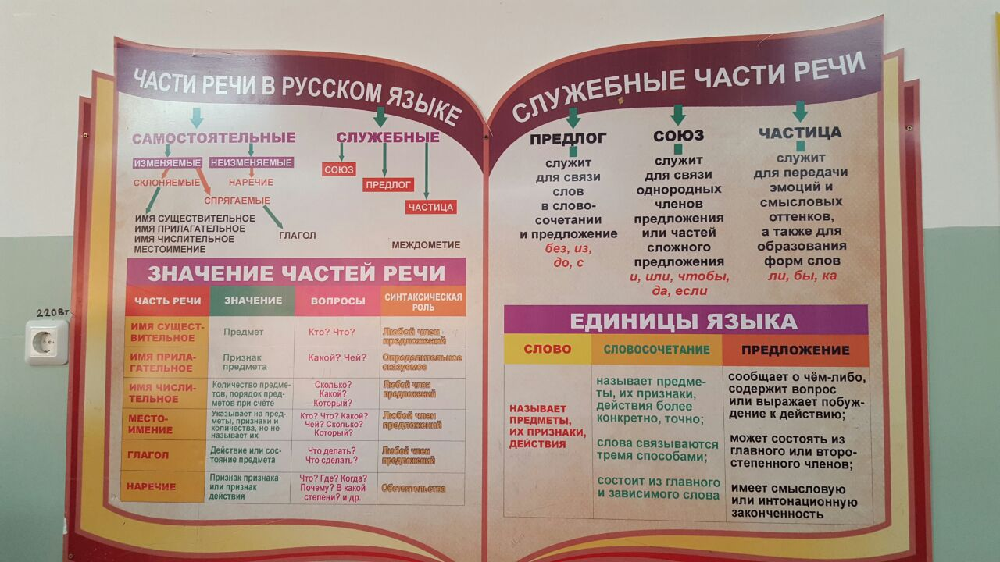 ЧАСТИ РЕЧИ В РУССКОМ ЯЗЫКЕ
САМОСТОЯТЕЛЬНЫЕ СЛУЖЕБНЫЕ
ИЗМЕНЯЕМЫЕ НЕИЗМЕНЯЕМЫЕ
СОЮЗ
СКЛОНЯЕМЫЕ НАРЕЧИЕ
ПРЕДЛОГ
СПРЯГАЕМЫЕ
ЧАСТИЦА
ИМЯ СУЩЕСТВИТЕЛЬНОЕ
ИМЯ ПРИЛАГАТЕЛЬНОЕ
ИМЯ ЧИСЛИТЕЛЬНОЕ
МЕСТОИМЕНИЕ
ГЛАГОЛ
МЕЖДОМЕТИЕ
ЗНАЧЕНИЕ ЧАСТЕЙ РЕЧИ
ЧАСТЬ РЕЧИ
ЗНАЧЕНИЕ
ВОПРОСЫ
СИНТАКСИЧЕСКАЯ
РОЛЬ
ИМЯ СУЩЕСТ-
ВИТЕЛЬНОЕ
Предмет
Кто? Что?
Любой член
предложений
ИМЯ ПРИЛА-
ГАТЕЛЬНОЕ
Признак
предмета
Какой? Чей?
Определительное
сказуемое
ИМЯ ЧИСЛИ-
ТЕЛЬНОЕ
Количество предме-
тов, порядок пред-
метов при счёте
Сколько?
Какой?
Который?
Любой член
предложений
МЕСТО-
ИМЕНИЕ
Указывает на пред-
меты, признаки и
количества, но не
называет их
Кто? Что? Какой?
Чей? Сколько?
Который?
Любой член
предложений
ГЛАГОЛ
Действие или сос-
тояние предмета
Что делать?
Что сделать?
Любой член
предложений
НАРЕЧИЕ
Признак признака
или признак
действия
Что? Где? Когда?
Почему? В какой
степени? и др.
Обстоятельства
СЛУЖЕБНЫЕ ЧАСТИ РЕЧИ
ПРЕДЛОГ
служит
для связи
слов
в слово-
сочетании
и предложение
без, из,
до, с
СОЮЗ
служит
для связи
однородных
членов
предложения
или частей
сложного
предложения
и, или, чтобы,
да, если
ЧАСТИЦА
служит
для передачи
эмоций и
смысловых
оттенков,
а также для
образования
форм слов
ли, бы, ка
ЕДИНИЦЫ ЯЗЫКА
СЛОВО
СЛОВОСОЧЕТАНИЕ
ПРЕДЛОЖЕНИЕ
НАЗЫВАЕТ
ПРЕДМЕТЫ,
ИХ ПРИЗНАКИ,
ДЕЙСТВИЯ
называет предме-
ты, их признаки,
действия более
конкретно, точно;
слова связываются
тремя способами;
состоит из главного
и зависимого слова
сообщает о чём-либо,
содержит вопрос
или выражает побуж-
дение к действию;
может состоять из
главного или второ-
степенного членов;
имеет смысловую
или интонационную
законченность
220Вт